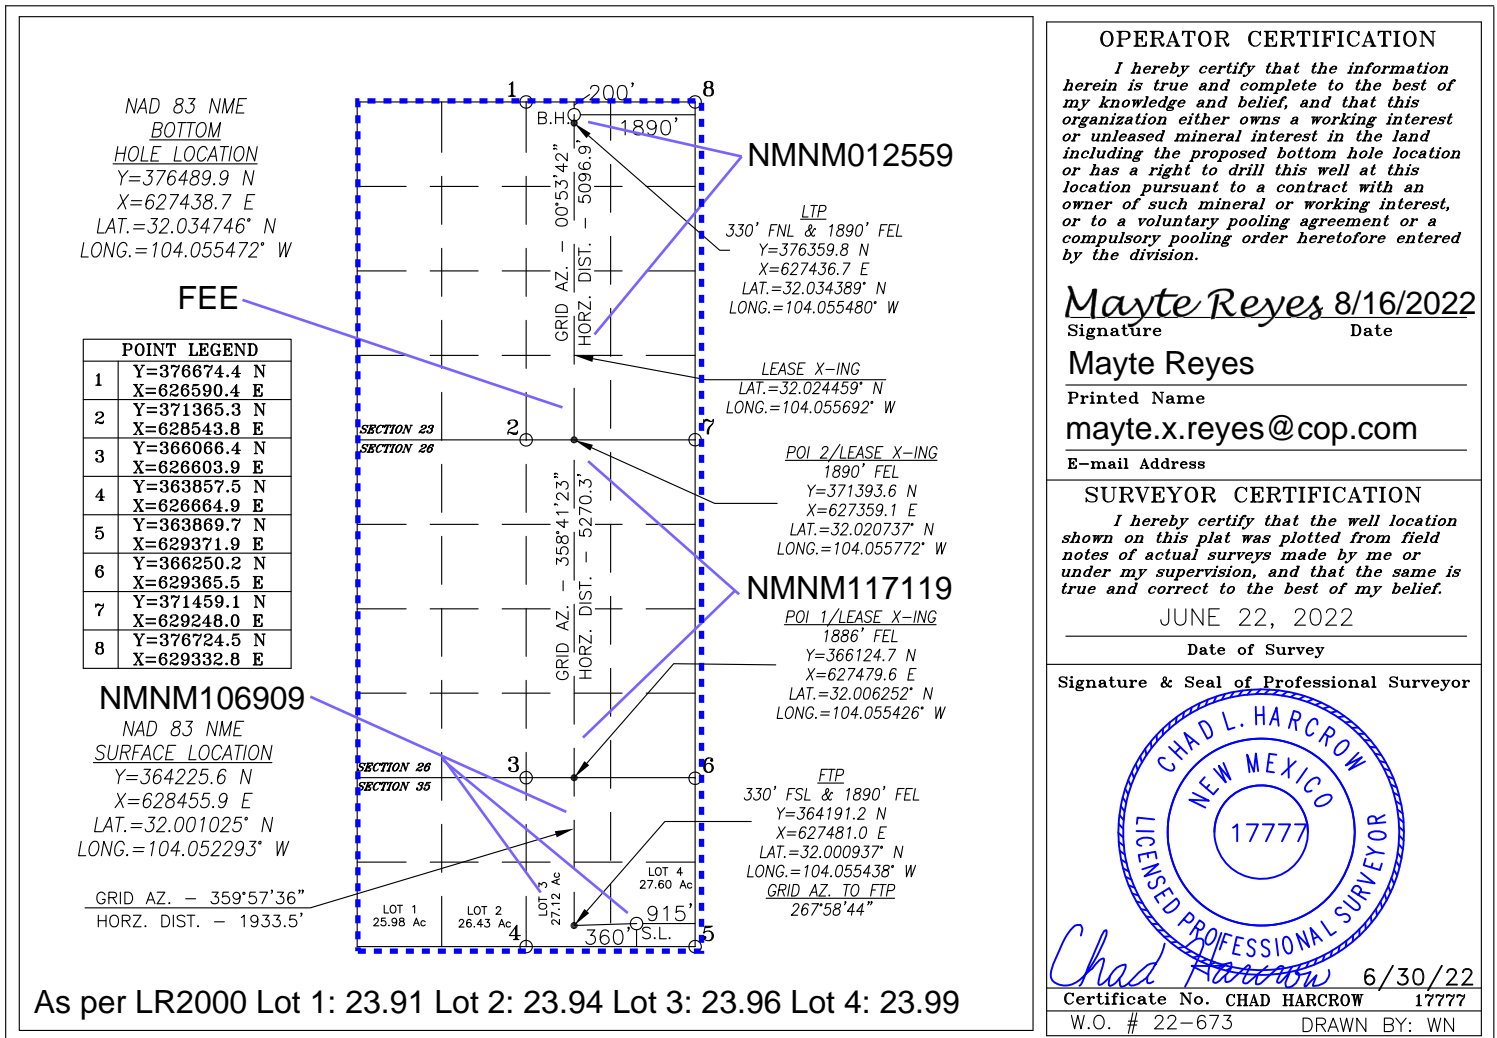 NAD 83 NME
BOTTOM
HOLE LOCATION
Y=376489.9 N
X=627438.7 E
LAT.=32.034746° N
LONG.=104.055472° W
FEE
POINT LEGEND
1 Y=376674.4 N
X=626590.4 E
2 Y=371365.3 N
X=628543.8 E
3 Y=366066.4 N
X=626603.9 E
4 Y=363857.5 N
X=626664.9 E
5 Y=363869.7 N
X=629371.9 E
6 Y=366250.2 N
X=629365.5 E
7 Y=371459.1 N
X=629248.0 E
8 Y=376724.5 N
X=629332.8 E
NMNM106909
NAD 83 NME
SURFACE LOCATION
Y=364225.6 N
X=628455.9 E
LAT.=32.001025° N
LONG.=104.052293° W
GRID AZ. – 359°57'36"
HORZ. DIST. – 1933.5'
1
200'
8
B.H.
1890'
GRID AZ. – 00°53'42"
HORZ. DIST. – 5096.9'
SECTION 23
SECTION 26
2
7
GRID AZ. – 358°41'23"
HORZ. DIST. – 5270.3'
SECTION 26
SECTION 35
3
6
LOT 1
25.98 Ac
LOT 2
26.43 Ac
LOT 3
27.12 Ac
LOT 4
27.60 Ac
915'
360'
S.L.
4
5
NMNM012559
LTP
330' FNL & 1890' FEL
Y=376359.8 N
X=627436.7 E
LAT.=32.034389° N
LONG.=104.055480° W
LEASE X–ING
LAT.=32.024459° N
LONG.=104.055692° W
POI 2/LEASE X–ING
1890' FEL
Y=371393.6 N
X=627359.1 E
LAT.=32.020737° N
LONG.=104.055772° W
NMNM117119
POI 1/LEASE X–ING
1886' FEL
Y=366124.7 N
X=627479.6 E
LAT.=32.006252° N
LONG.=104.055426° W
FTP
330' FSL & 1890' FEL
Y=364191.2 N
X=627481.0 E
LAT.=32.000937° N
LONG.=104.055438° W
GRID AZ. TO FTP
267°58'44"
As per LR2000 Lot 1: 23.91 Lot 2: 23.94 Lot 3: 23.96 Lot 4: 23.99
OPERATOR CERTIFICATION
I hereby certify that the information
herein is true and complete to the best of
my knowledge and belief, and that this
organization either owns a working interest
or unleased mineral interest in the land
including the proposed bottom hole location
or has a right to drill this well at this
location pursuant to a contract with an
owner of such mineral or working interest,
or to a voluntary pooling agreement or a
compulsory pooling order heretofore entered
by the division.
Mayte Reyes 8/16/2022
Signature Date
Mayte Reyes
Printed Name
mayte.x.reyes@cop.com
E-mail Address
SURVEYOR CERTIFICATION
I hereby certify that the well location
shown on this plat was plotted from field
notes of actual surveys made by me or
under my supervision, and that the same is
true and correct to the best of my belief.
JUNE 22, 2022
Date of Survey
Signature & Seal of Professional Surveyor
CHAD L. HARCROW
NEW MEXICO
17777
LICENSED PROFESSIONAL SURVEYOR
Chad Harcrow 6/30/22
Certificate No. CHAD HARCROW 17777
W.O. # 22–673 DRAWN BY: WN